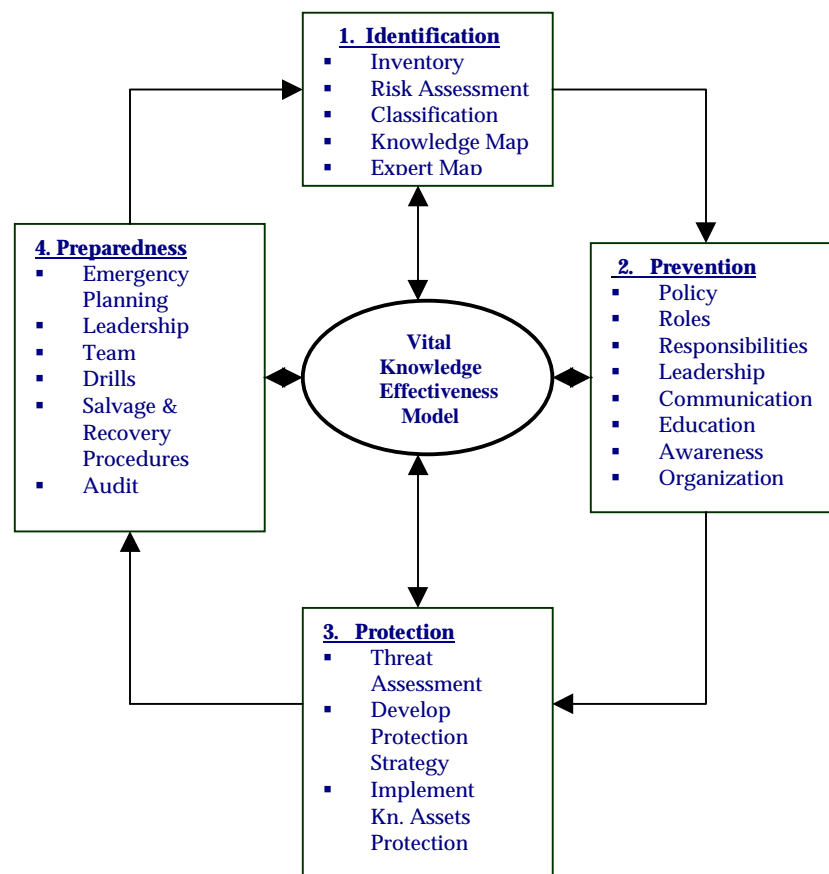 1. Identification
▪ Inventory
▪ Risk Assessment
▪ Classification
▪ Knowledge Map
▪ Expert Map
4. Preparedness
▪ Emergency
Planning
▪ Leadership
▪ Team
▪ Drills
▪ Salvage &
Recovery
Procedures
▪ Audit
Vital
Knowledge
Effectiveness
Model
2. Prevention
▪ Policy
▪ Roles
▪ Responsibilities
▪ Leadership
▪ Communication
▪ Education
▪ Awareness
▪ Organization
3. Protection
▪ Threat
Assessment
▪ Develop
Protection
Strategy
▪ Implement
Kn. Assets
Protection